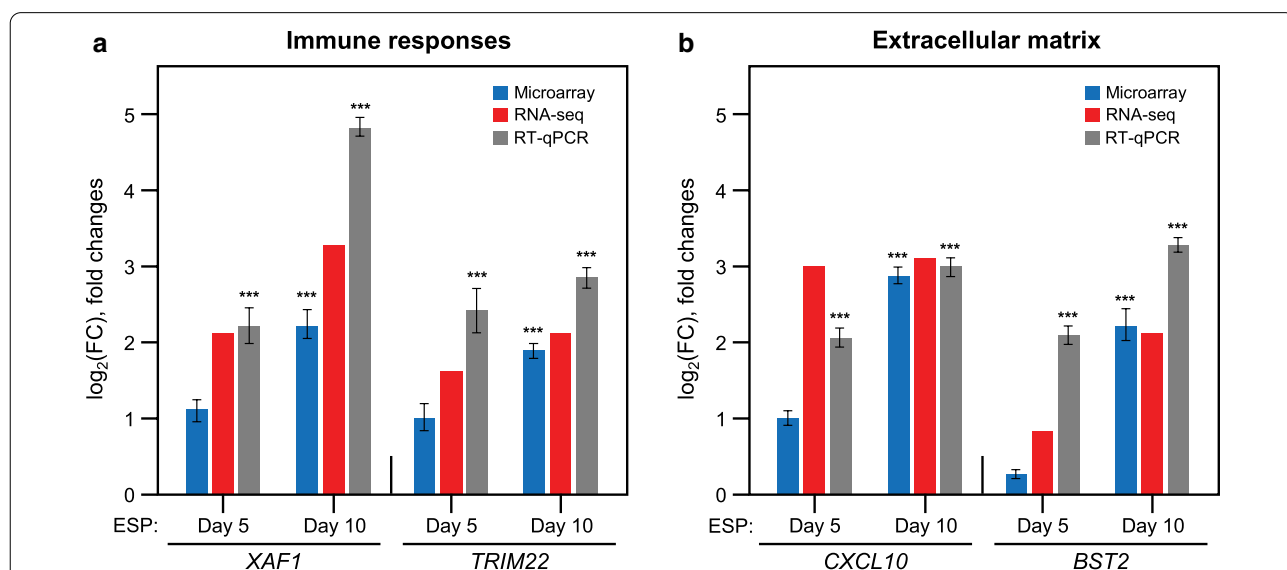 a Immune responses
Microarray
RNA-seq
RT-qPCR
log2(FC), fold changes
5
4
3
2
1
0
***
***
***
***
***
***
ESP: Day 5 Day 10 Day 5 Day 10
XAF1 TRIM22
b Extracellular matrix
Microarray
RNA-seq
RT-qPCR
log2(FC), fold changes
5
4
3
2
1
0
***
***
***
***
***
***
ESP: Day 5 Day 10 Day 5 Day 10
CXCL10 BST2